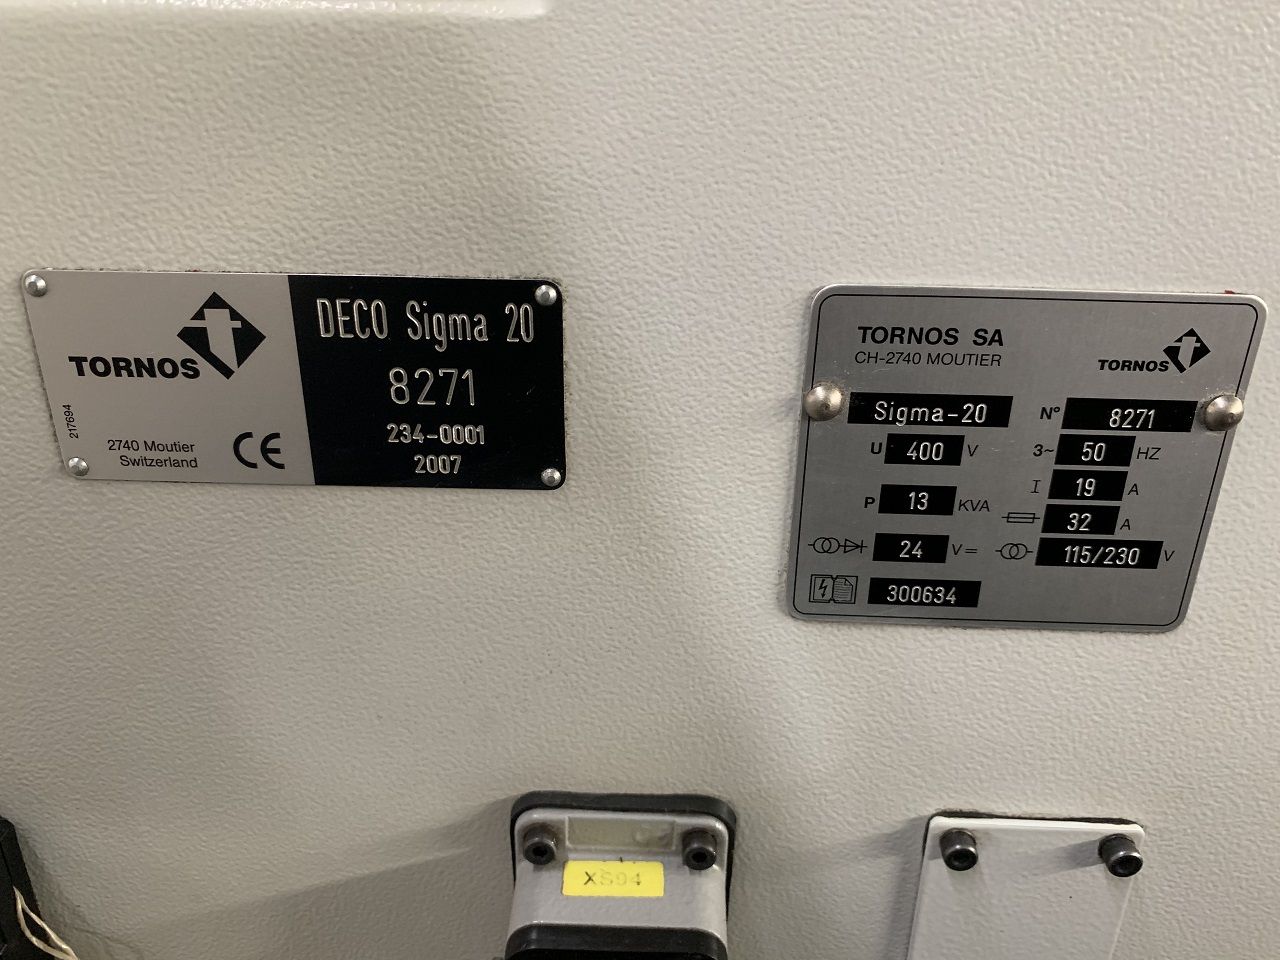 TORNOS
t
217694
2740 Moutier
Switzerland
CE
DECO Sigma 20
8271
234-0001
2007
TORNOS SA
CH-2740 MOUTIER
TORNOS t
Sigma-20 N° 8271
U 400 V 3~ 50 HZ
I 19 A
P 13 KVA
32 A
24 V= 115/230 V
300634
XS94